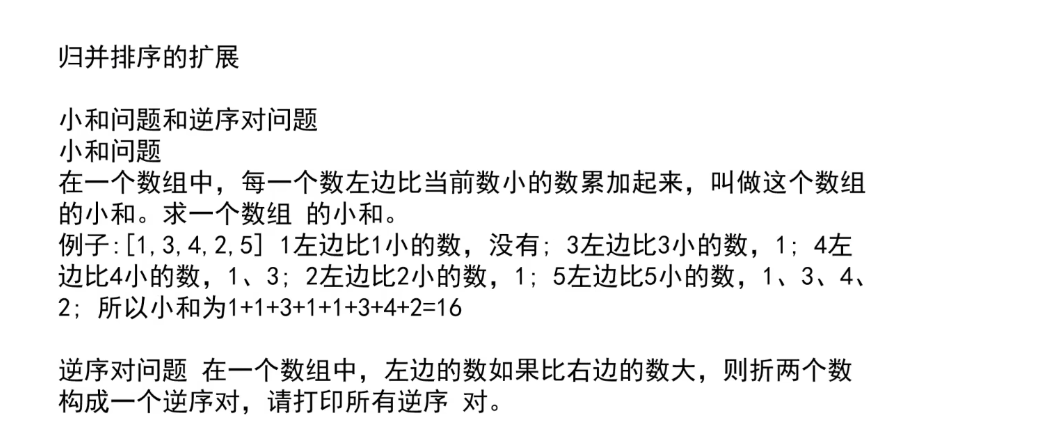 归并排序的扩展
小和问题和逆序对问题
小和问题
在一个数组中，每一个数左边比当前数小的数累加起来，叫做这个数组
的小和。求一个数组 的小和。
例子:[1,3,4,2,5] 1左边比1小的数，没有; 3左边比3小的数，1; 4左
边比4小的数，1、3; 2左边比2小的数，1; 5左边比5小的数，1、3、4、
2; 所以小和为1+1+3+1+1+3+4+2=16
逆序对问题 在一个数组中，左边的数如果比右边的数大，则折两个数
构成一个逆序对，请打印所有逆序 对。